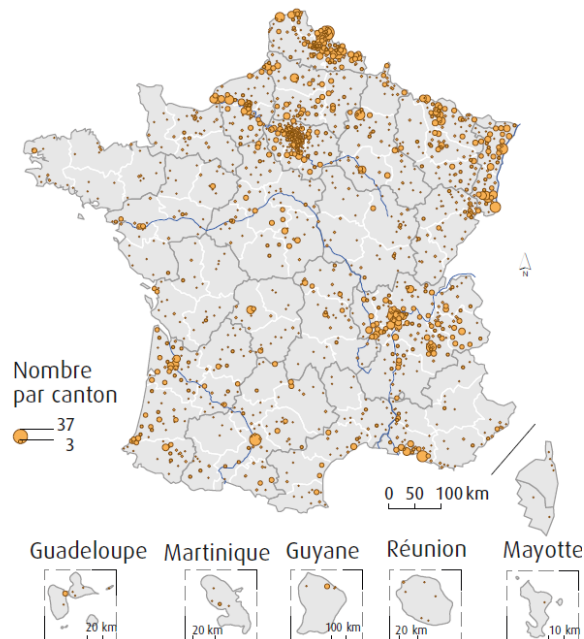 N
Nombre
par canton
37
3
0 50 100 km
Guadeloupe Martinique Guyane Réunion Mayotte
20 km 20 km 100 km 20 km 10 km